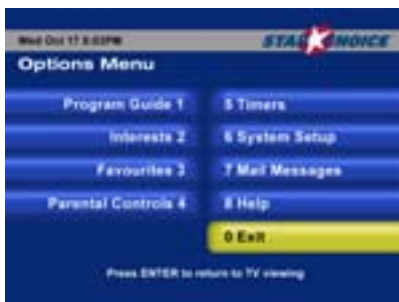 Wed Oct 17 8:03PM
STAR CHOICE
Options Menu
Program Guide 1
Interests 2
Favourites 3
Parental Controls 4
5 Timers
6 System Setup
7 Mail Messages
8 Help
0 Exit
Press ENTER to return to TV viewing